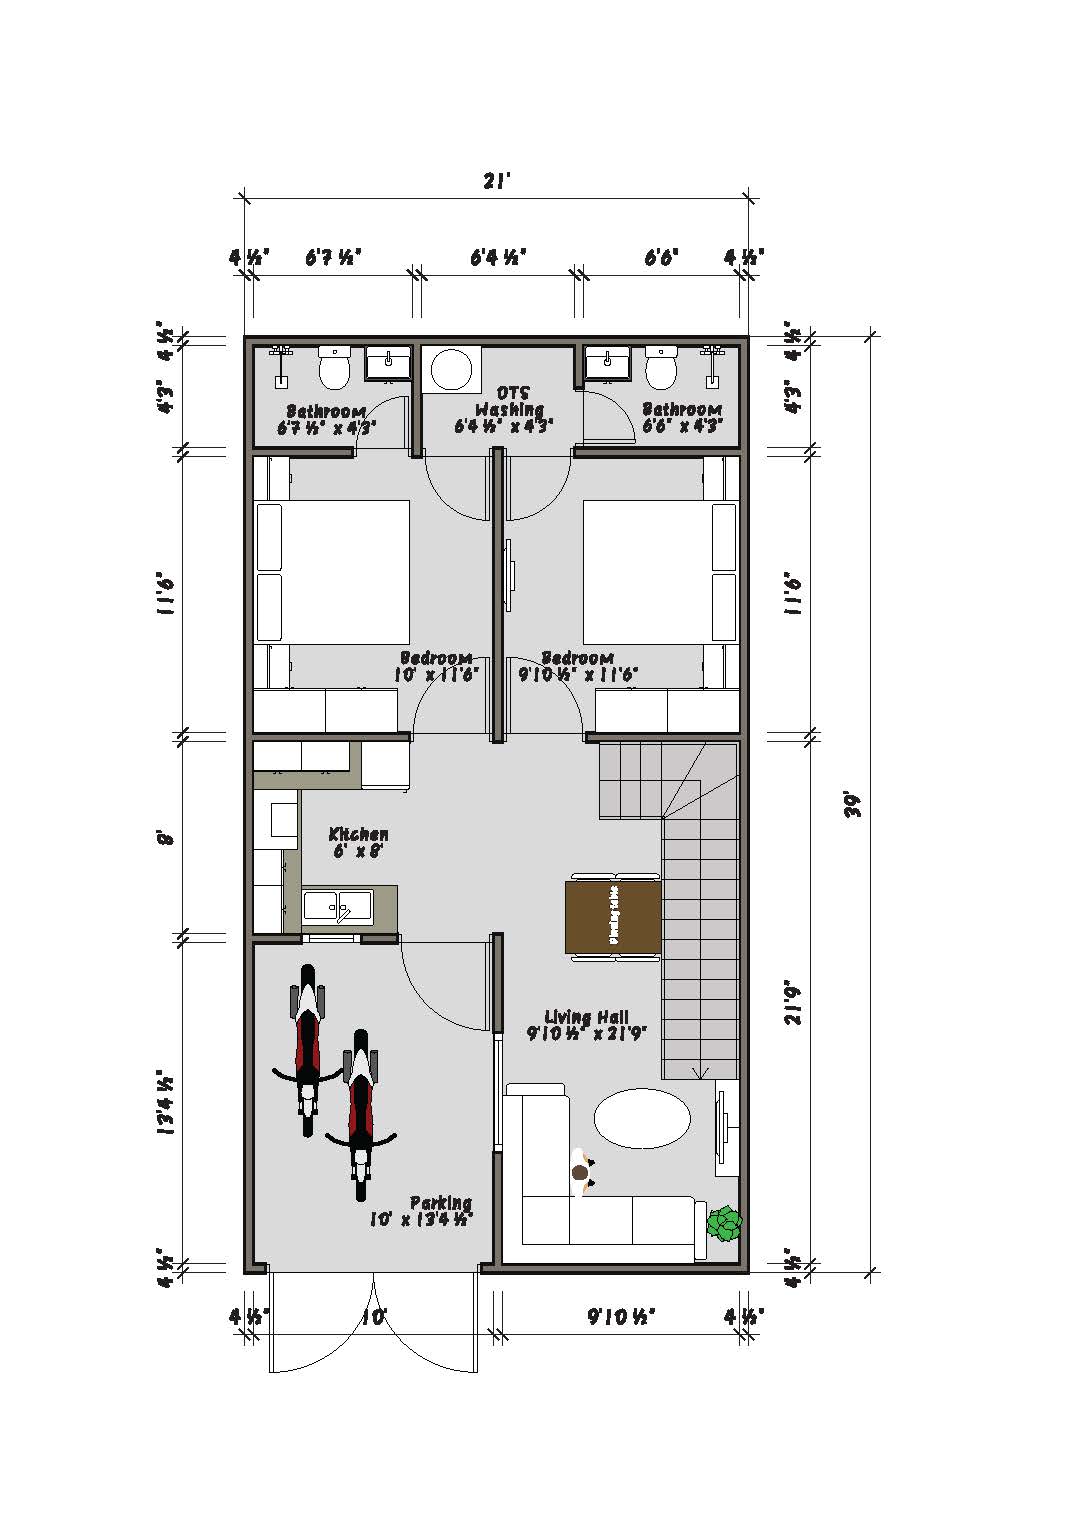 21'
4 ½"
6'7 ½"
6'4 ½"
6'6"
4 ½"
4 ½"
4 ½"
4'3"
4'3"
OTS
Washing
6'4 ½" x 4'3"
Bathroom
6'7 ½" x 4'3"
Bathroom
6'6" x 4'3"
11'6"
11'6"
Bedroom
10' x 11'6"
Bedroom
9'10 ½" x 11'6"
39'
8'
Kitchen
6' x 8'
Dinning table
21'9"
Living Hall
9'10 ½" x 21'9"
13'4 ½"
Parking
10' x 13'4 ½"
4 ½"
4 ½"
4 ½"
10'
9'10 ½"
4 ½"